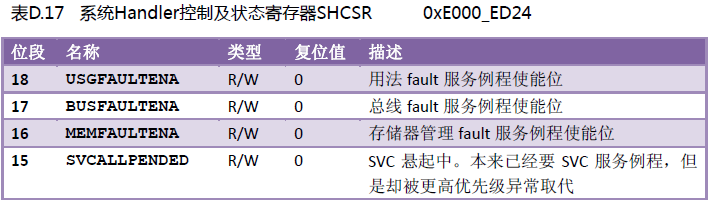 表D.17 系统Handler控制及状态寄存器SHCSR 0xE000_ED24
位段 名称 类型 复位值 描述
18 USGFAULTENA R/W 0 用法 fault 服务例程使能位
17 BUSFAULTENA R/W 0 总线 fault 服务例程使能位
16 MEMFAULTENA R/W 0 存储器管理 fault 服务例程使能位
15 SVCALLPENDED R/W 0 SVC 悬起中。本来已经要 SVC 服务例程，但
是却被更高优先级异常取代